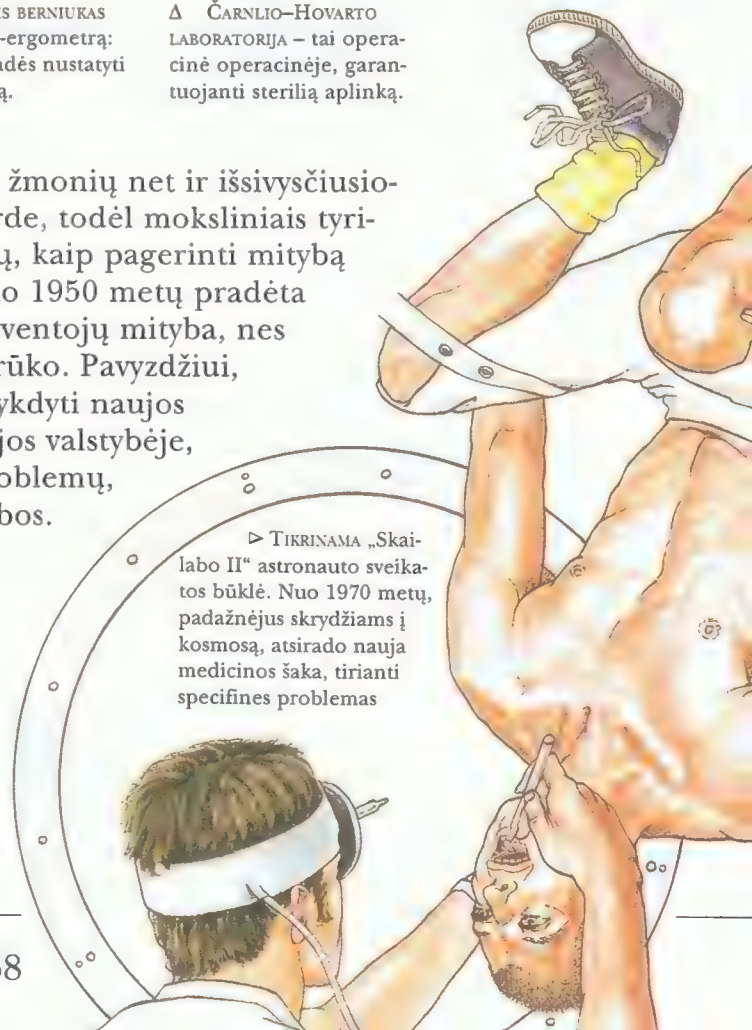 S BERNIUKAS
-ergometrą:
dės nustatyti
ą.
Δ ČARNLIO–HOVARTO
LABORATORIJA – tai opera-
cinė operacinėje, garan-
tuojanti sterilią aplinką.
žmonių net ir išsivysčiusio-
rde, todėl moksliniais tyri-
ų, kaip pagerinti mitybą
o 1950 metų pradėta
ventojų mityba, nes
rūko. Pavyzdžiui,
ykdyti naujos
jos valstybėje,
oblemų,
bos.
▷ TIKRINAMA „Skai-
labo II“ astronauto sveika-
tos būklė. Nuo 1970 metų,
padažnėjus skrydžiams į
kosmosą, atsirado nauja
medicinos šaka, tirianti
specifines problemas
8